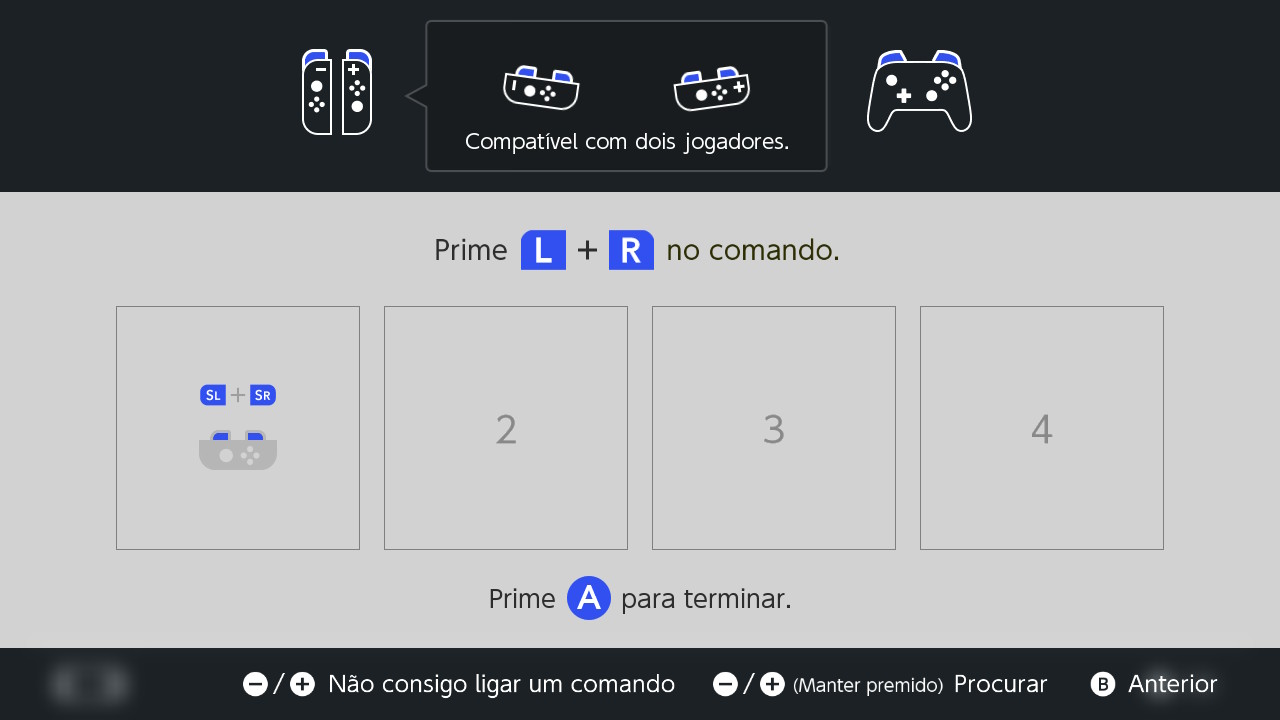 Compatível com dois jogadores.
Prime L + R no comando.
SL + SR
2
3
4
Prime A para terminar.
−/+ Não consigo ligar um comando −/+ (Manter premido) Procurar B Anterior